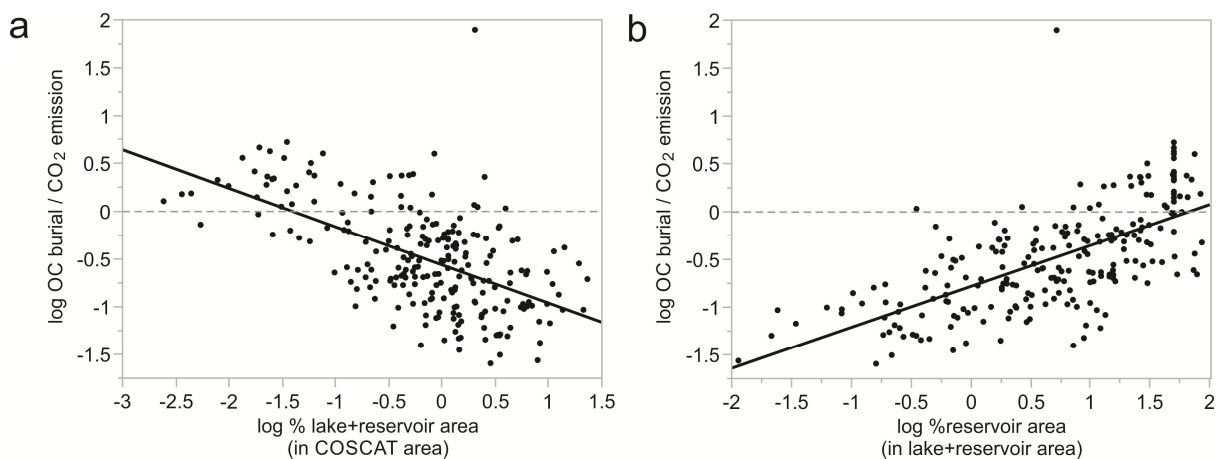 a
2
1.5
1
0.5
0
-0.5
-1
-1.5
log OC burial / CO2 emission
-3 -2.5 -2 -1.5 -1 -0.5 0 0.5 1 1.5
log % lake+reservoir area
(in COSCAT area)
b
2
1.5
1
0.5
0
-0.5
-1
-1.5
log OC burial / CO2 emission
-2 -1.5 -1 -0.5 0 0.5 1 1.5 2
log %reservoir area
(in lake+reservoir area)